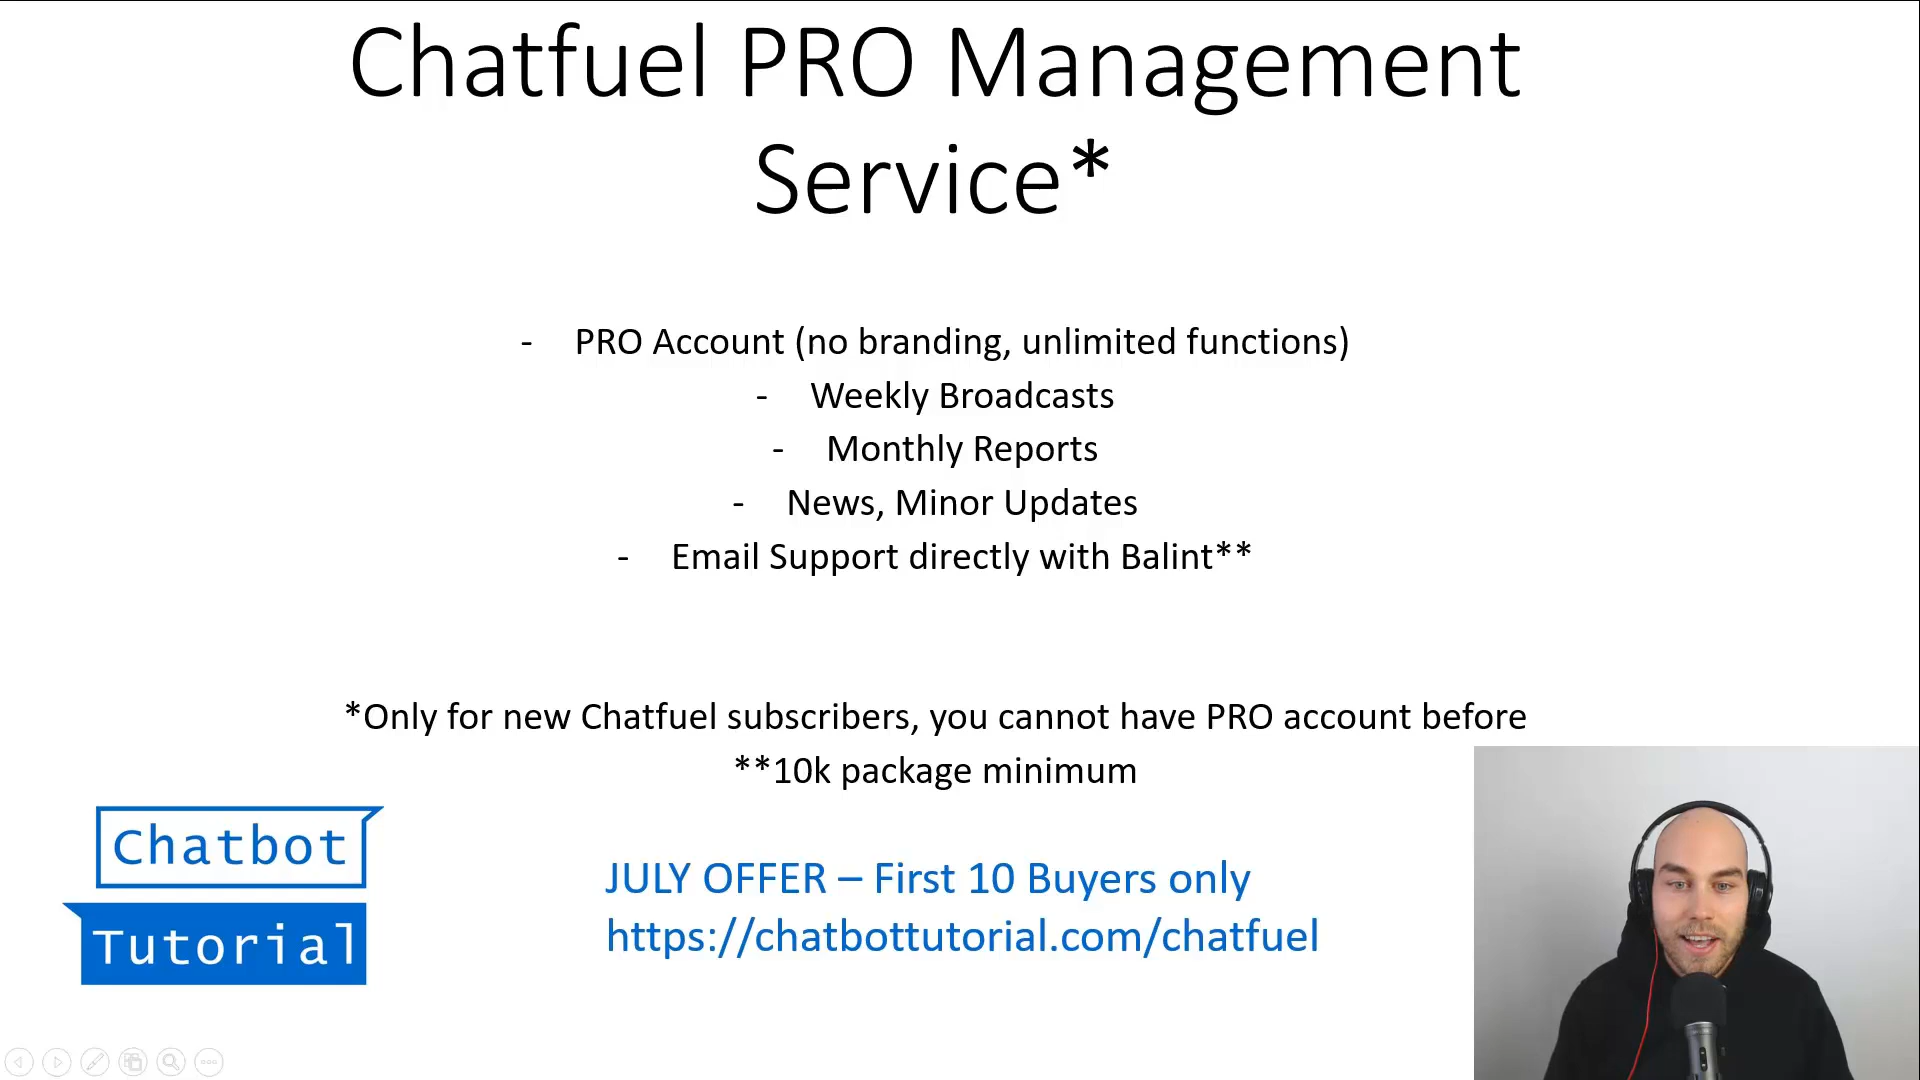 Chatfuel PRO Management
Service*
- PRO Account (no branding, unlimited functions)
- Weekly Broadcasts
- Monthly Reports
- News, Minor Updates
- Email Support directly with Balint**
*Only for new Chatfuel subscribers, you cannot have PRO account before
**10k package minimum
Chatbot
Tutorial
JULY OFFER – First 10 Buyers only
https://chatbottutorial.com/chatfuel